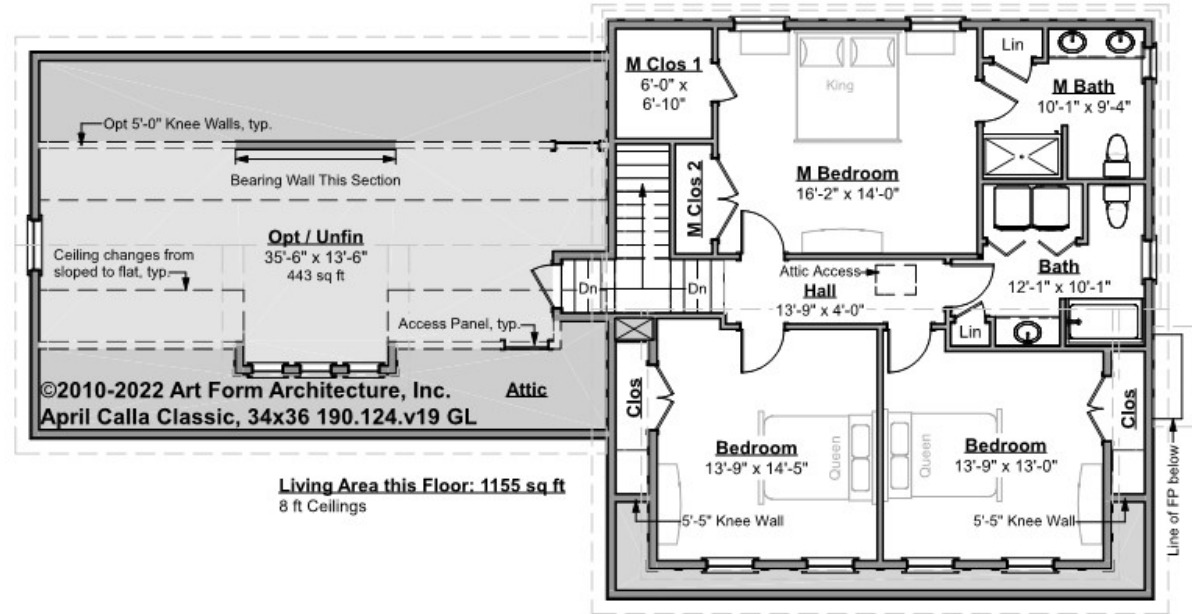 Opt 5'-0" Knee Walls, typ.
Bearing Wall This Section
Opt / Unfin
35'-6" x 13'-6"
443 sq ft
Ceiling changes from
sloped to flat, typ.
Access Panel, typ.
©2010-2022 Art Form Architecture, Inc.
April Calla Classic, 34x36 190.124.v19 GL
Attic
Living Area this Floor: 1155 sq ft
8 ft Ceilings
M Clos 1
6'-0" x
6'-10"
M Clos 2
King
M Bedroom
16'-2" x 14'-0"
Lin
M Bath
10'-1" x 9'-4"
Dn
Dn
Attic Access
Hall
13'-9" x 4'-0"
Bath
12'-1" x 10'-1"
Lin
Clos
Bedroom
13'-9" x 14'-5"
Queen
Queen
Bedroom
13'-9" x 13'-0"
Clos
5'-5" Knee Wall
5'-5" Knee Wall
Line of FP below